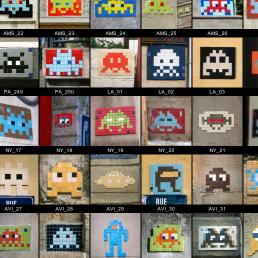 AMS_22 AMS_23 AMS_24 AMS_25 AMS_26
PA_249 PA_250 LA_01 LA_02 LA_03
NY_17 NY_18 NY_19 NY_20 NY_21
RUE RUE
AVI_27 AVI_28 AVI_29 AVI_30 AVI_31